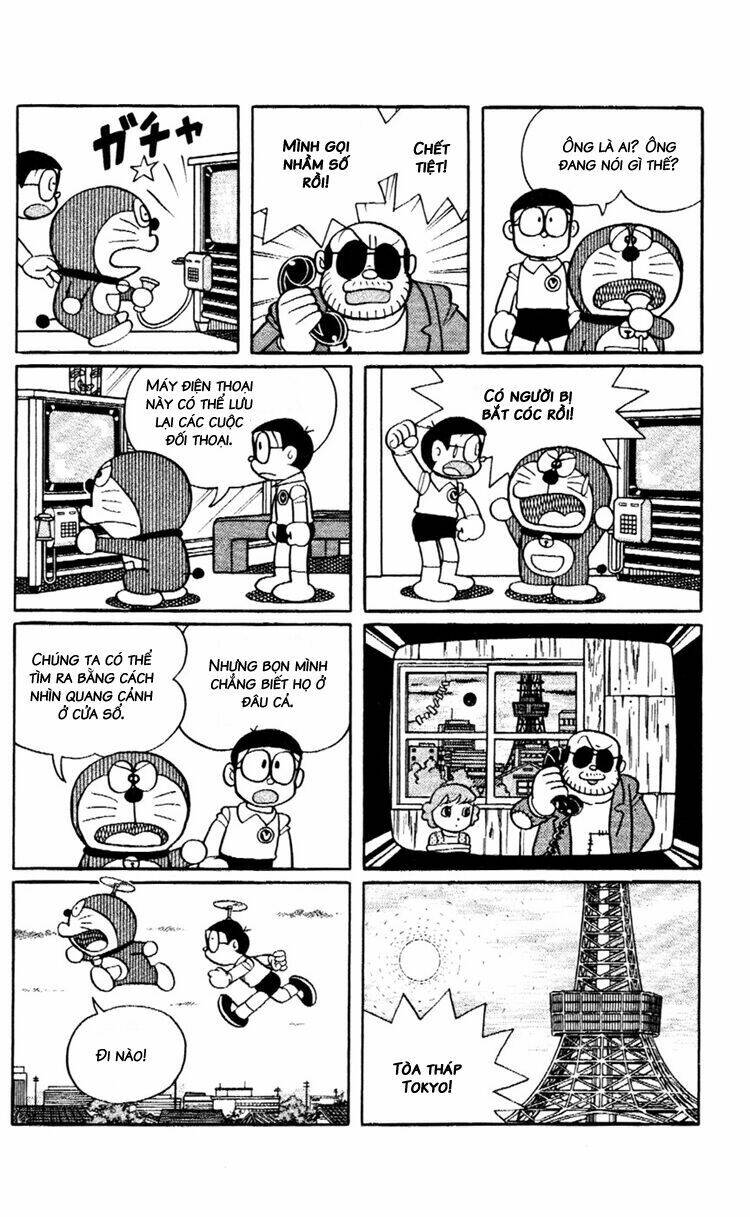 ÔNG LÀ AI? ÔNG
ĐANG NÓI GÌ THẾ?
CHẾT
TIỆT!
MÌNH GỌI
NHẦM SỐ
RỒI!
ガチャ
CÓ NGƯỜI BỊ
BẮT CÓC RỒI!
MÁY ĐIỆN THOẠI
NÀY CÓ THỂ LƯU
LẠI CÁC CUỘC
ĐỐI THOẠI.
NHƯNG BỌN MÌNH
CHẲNG BIẾT HỌ Ở
ĐÂU CẢ.
CHÚNG TA CÓ THỂ
TÌM RA BẰNG CÁCH
NHÌN QUANG CẢNH
Ở CỬA SỔ.
TÒA THÁP
TOKYO!
ĐI NÀO!